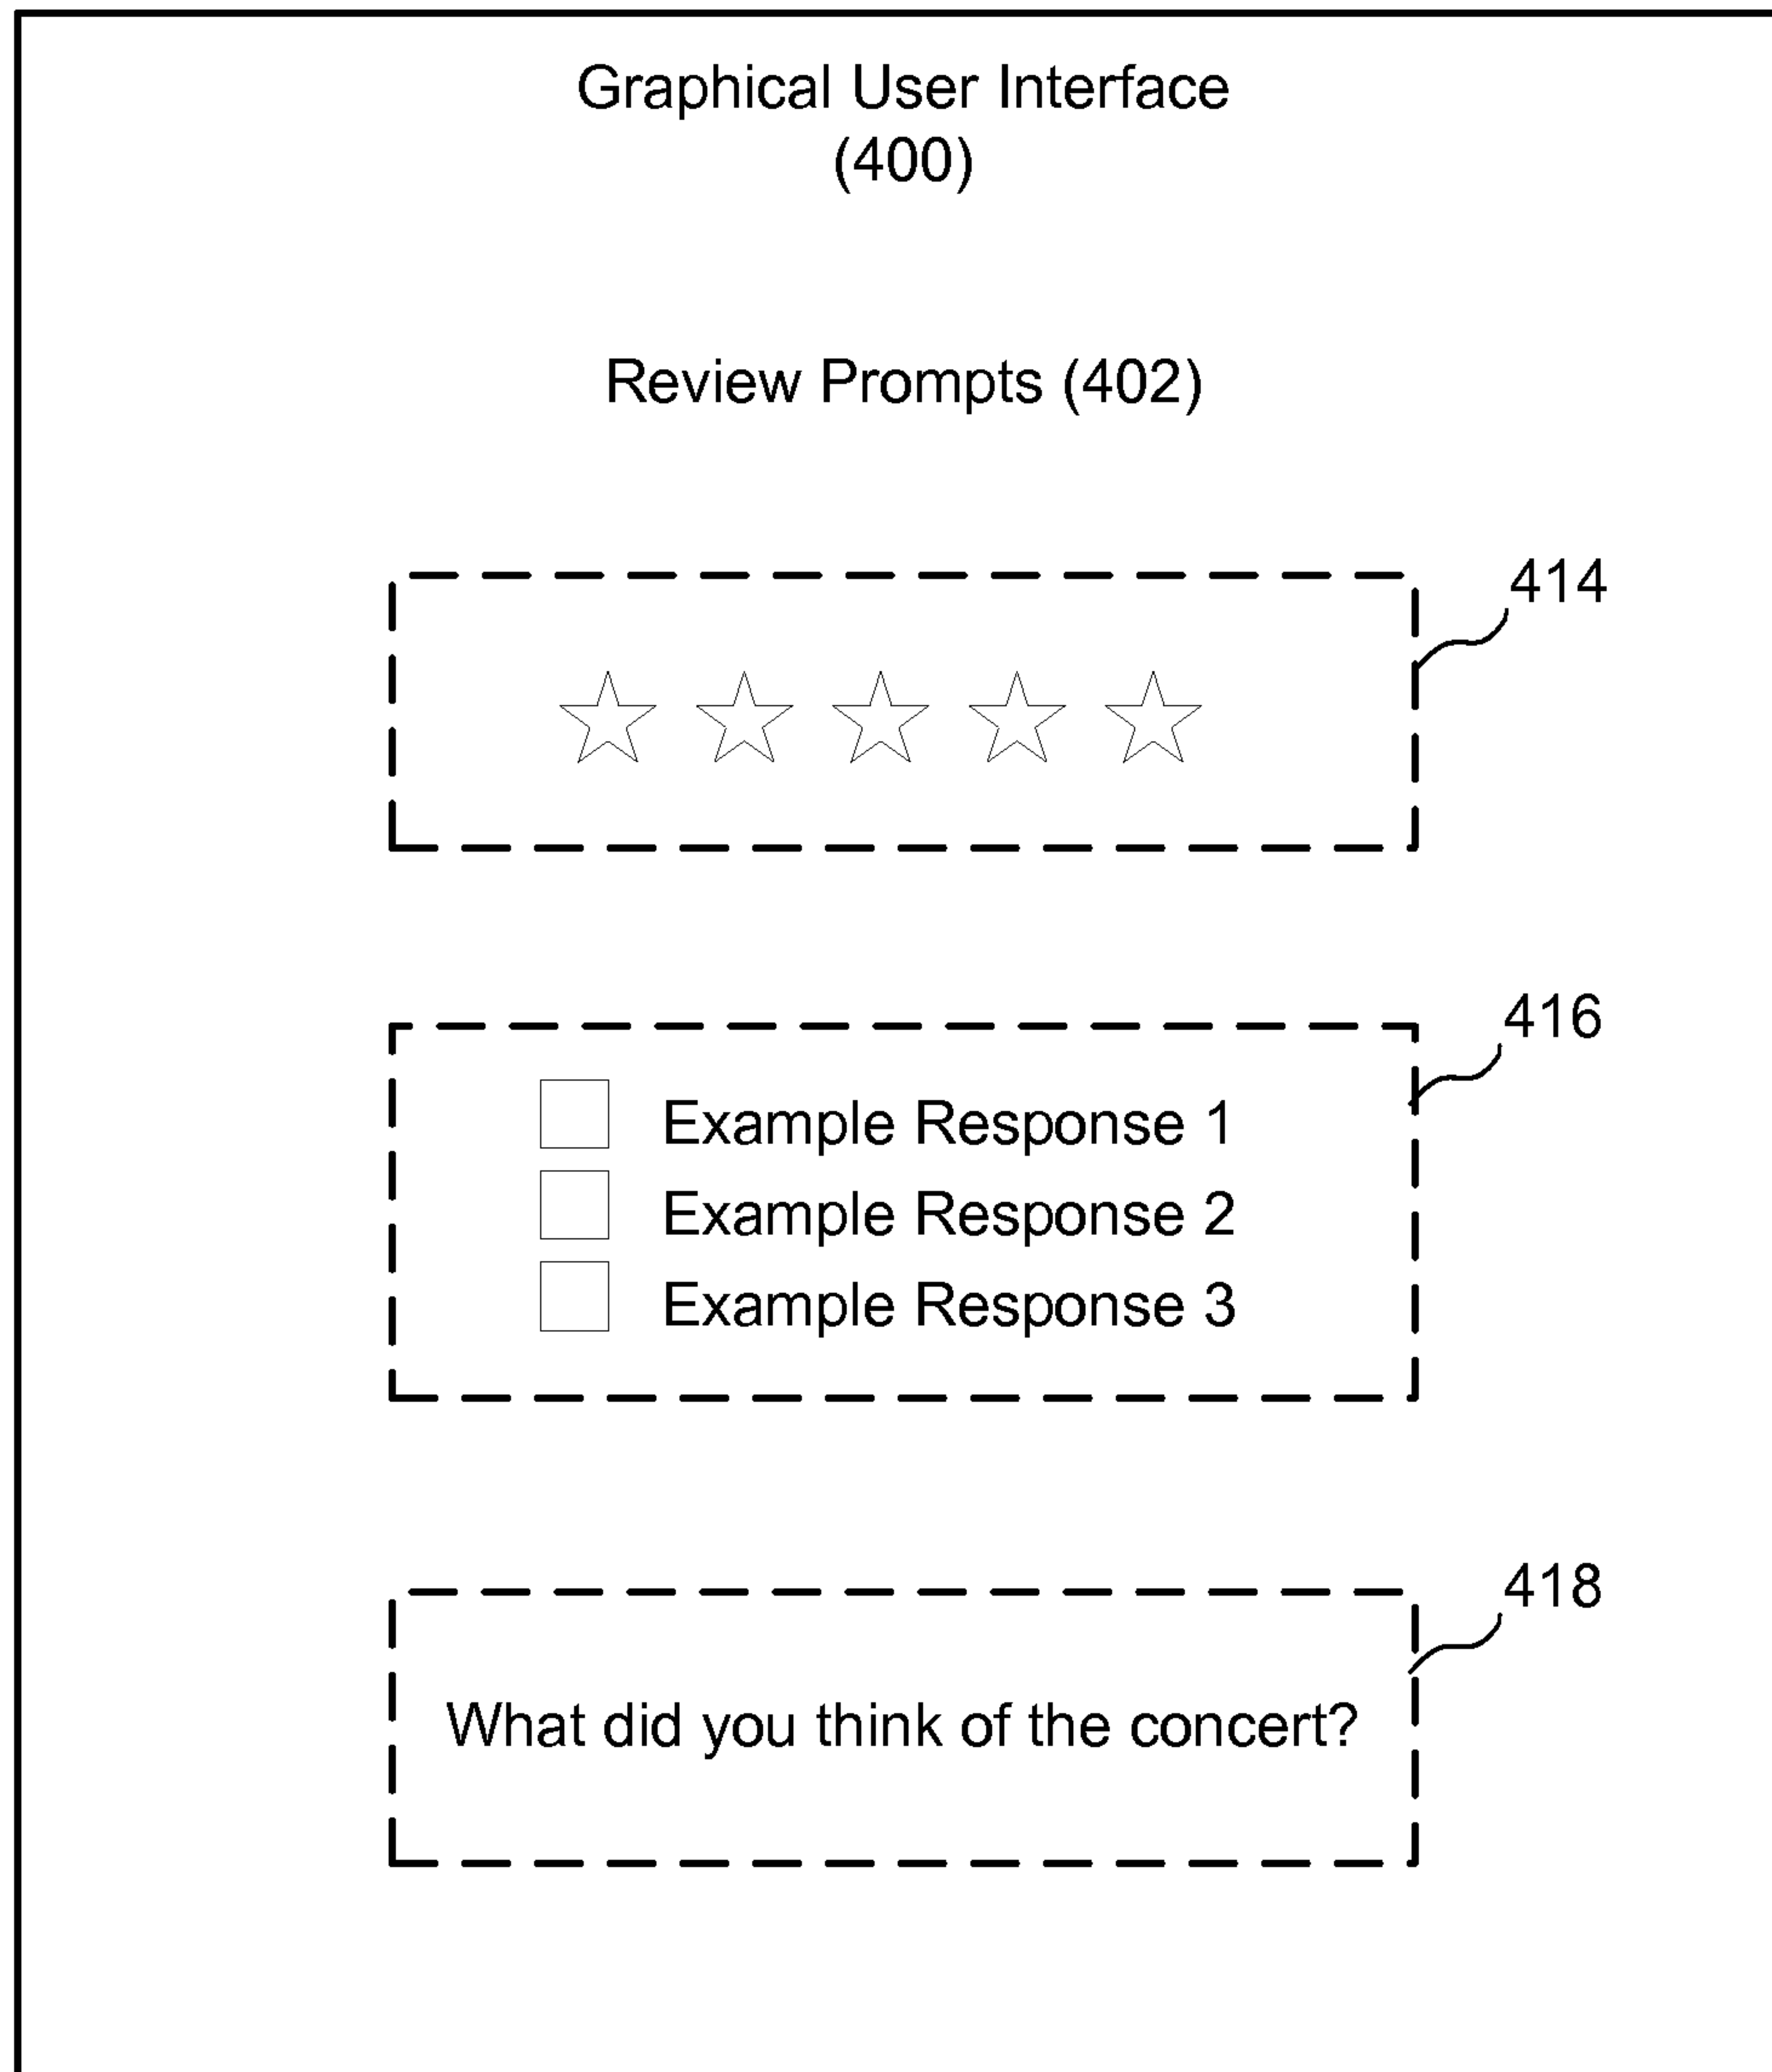 Graphical User Interface
(400)
Review Prompts (402)
414
416
Example Response 1
Example Response 2
Example Response 3
418
What did you think of the concert?